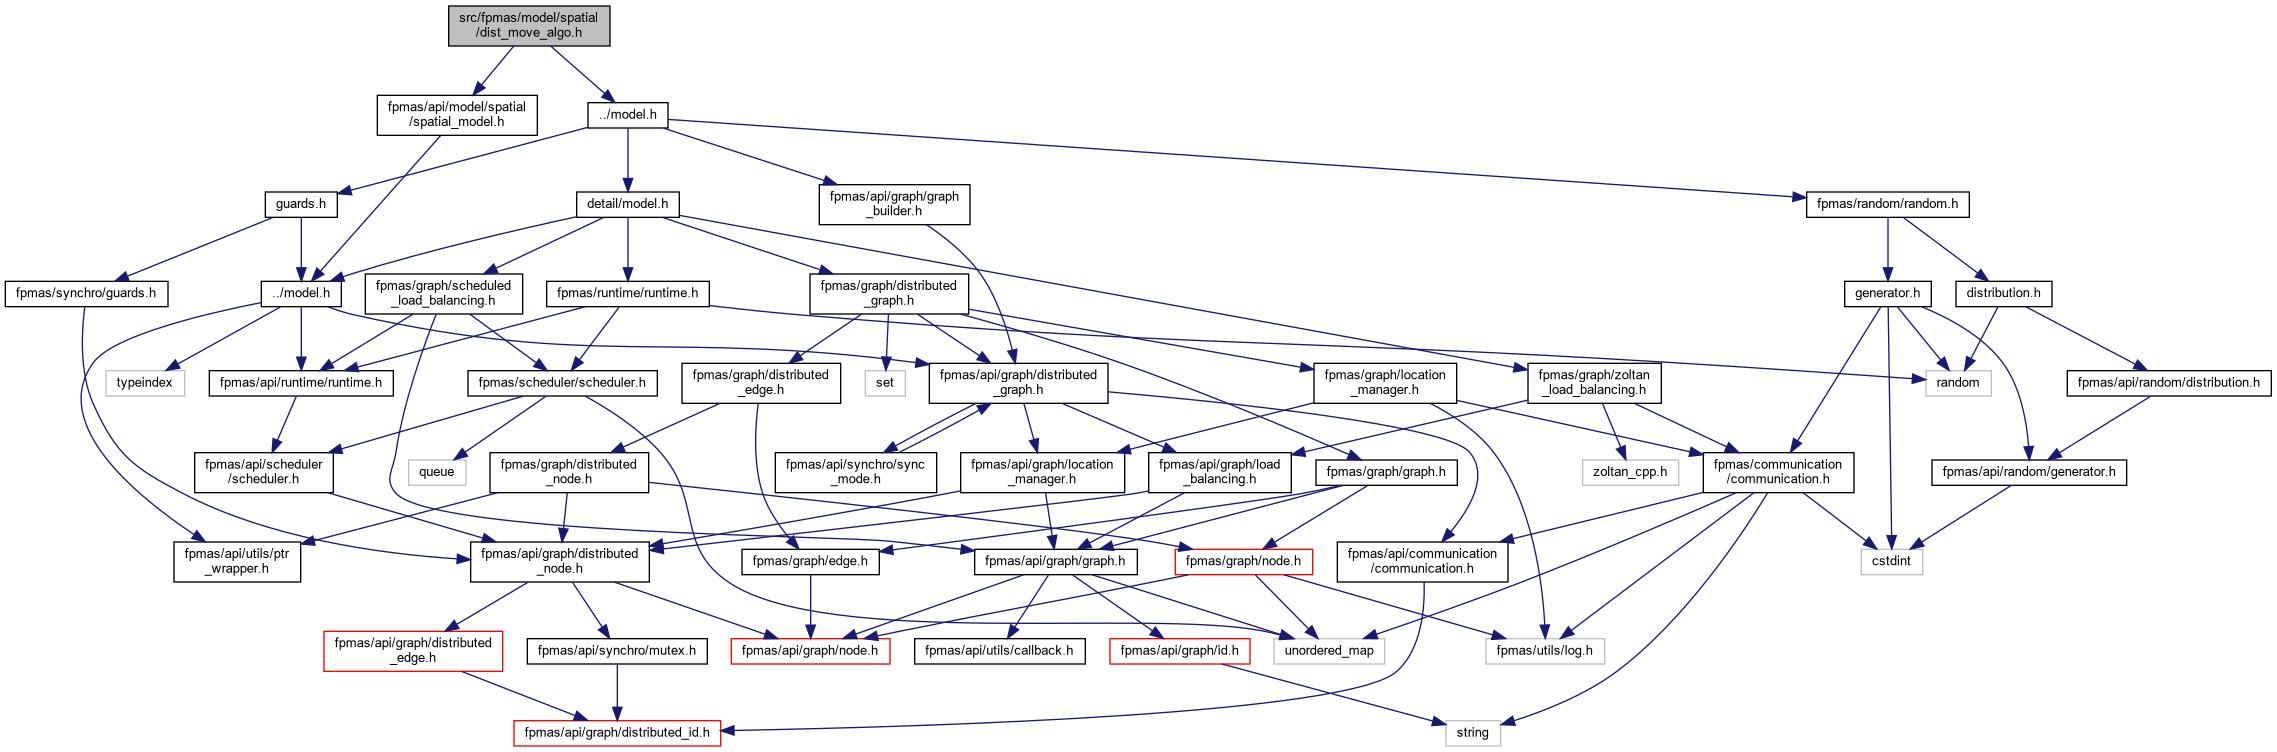 src/fpmas/model/spatial
/dist_move_algo.h
fpmas/api/model/spatial
/spatial_model.h
../model.h
guards.h
detail/model.h
fpmas/api/graph/graph
_builder.h
fpmas/random/random.h
fpmas/synchro/guards.h
../model.h
fpmas/graph/scheduled
_load_balancing.h
fpmas/runtime/runtime.h
fpmas/graph/distributed
_graph.h
generator.h
distribution.h
typeindex
fpmas/api/runtime/runtime.h
fpmas/scheduler/scheduler.h
fpmas/graph/distributed
_edge.h
set
fpmas/api/graph/distributed
_graph.h
fpmas/graph/location
_manager.h
fpmas/graph/zoltan
_load_balancing.h
random
fpmas/api/random/distribution.h
fpmas/api/scheduler
/scheduler.h
queue
fpmas/graph/distributed
_node.h
fpmas/api/synchro/sync
_mode.h
fpmas/api/graph/location
_manager.h
fpmas/api/graph/load
_balancing.h
fpmas/graph/graph.h
zoltan_cpp.h
fpmas/communication
/communication.h
fpmas/api/random/generator.h
fpmas/api/utils/ptr
_wrapper.h
fpmas/api/graph/distributed
_node.h
fpmas/graph/edge.h
fpmas/api/graph/graph.h
fpmas/graph/node.h
fpmas/api/communication
/communication.h
cstdint
fpmas/api/graph/distributed
_edge.h
fpmas/api/synchro/mutex.h
fpmas/api/graph/node.h
fpmas/api/utils/callback.h
fpmas/api/graph/id.h
unordered_map
fpmas/utils/log.h
fpmas/api/graph/distributed_id.h
string